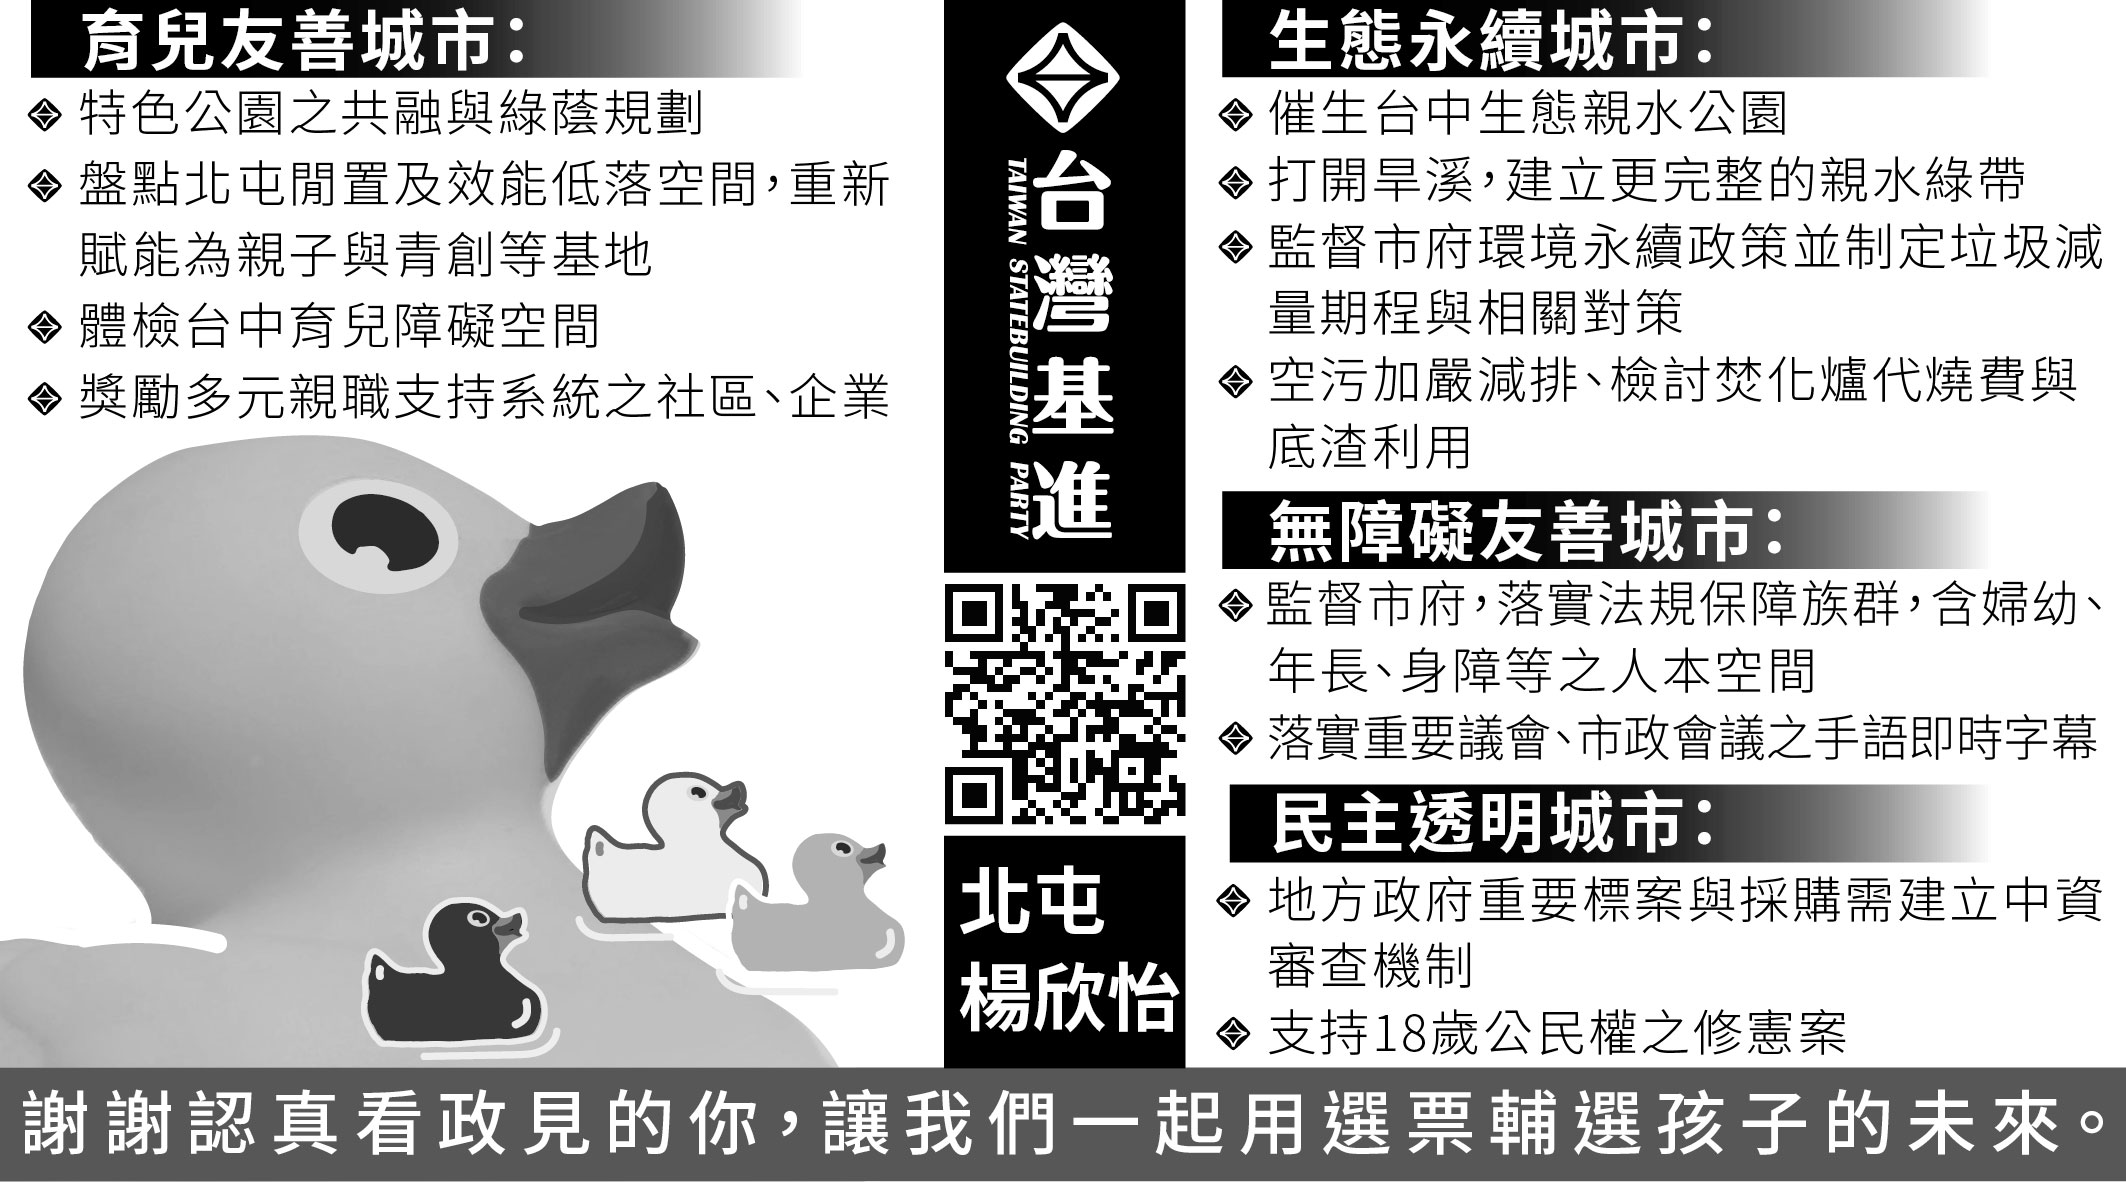 育兒友善城市：
特色公園之共融與綠蔭規劃
盤點北屯閒置及效能低落空間，重新
賦能為親子與青創等基地
體檢台中育兒障礙空間
獎勵多元親職支持系統之社區、企業
台灣基進
TAIWAN STATEBUILDING PARTY
北屯
楊欣怡
生態永續城市：
催生台中生態親水公園
打開旱溪，建立更完整的親水綠帶
監督市府環境永續政策並制定垃圾減
量期程與相關對策
空污加嚴減排、檢討焚化爐代燒費與
底渣利用
無障礙友善城市：
監督市府，落實法規保障族群，含婦幼、
年長、身障等之人本空間
落實重要議會、市政會議之手語即時字幕
民主透明城市：
地方政府重要標案與採購需建立中資
審查機制
支持18歲公民權之修憲案
謝謝認真看政見的你，讓我們一起用選票輔選孩子的未來。